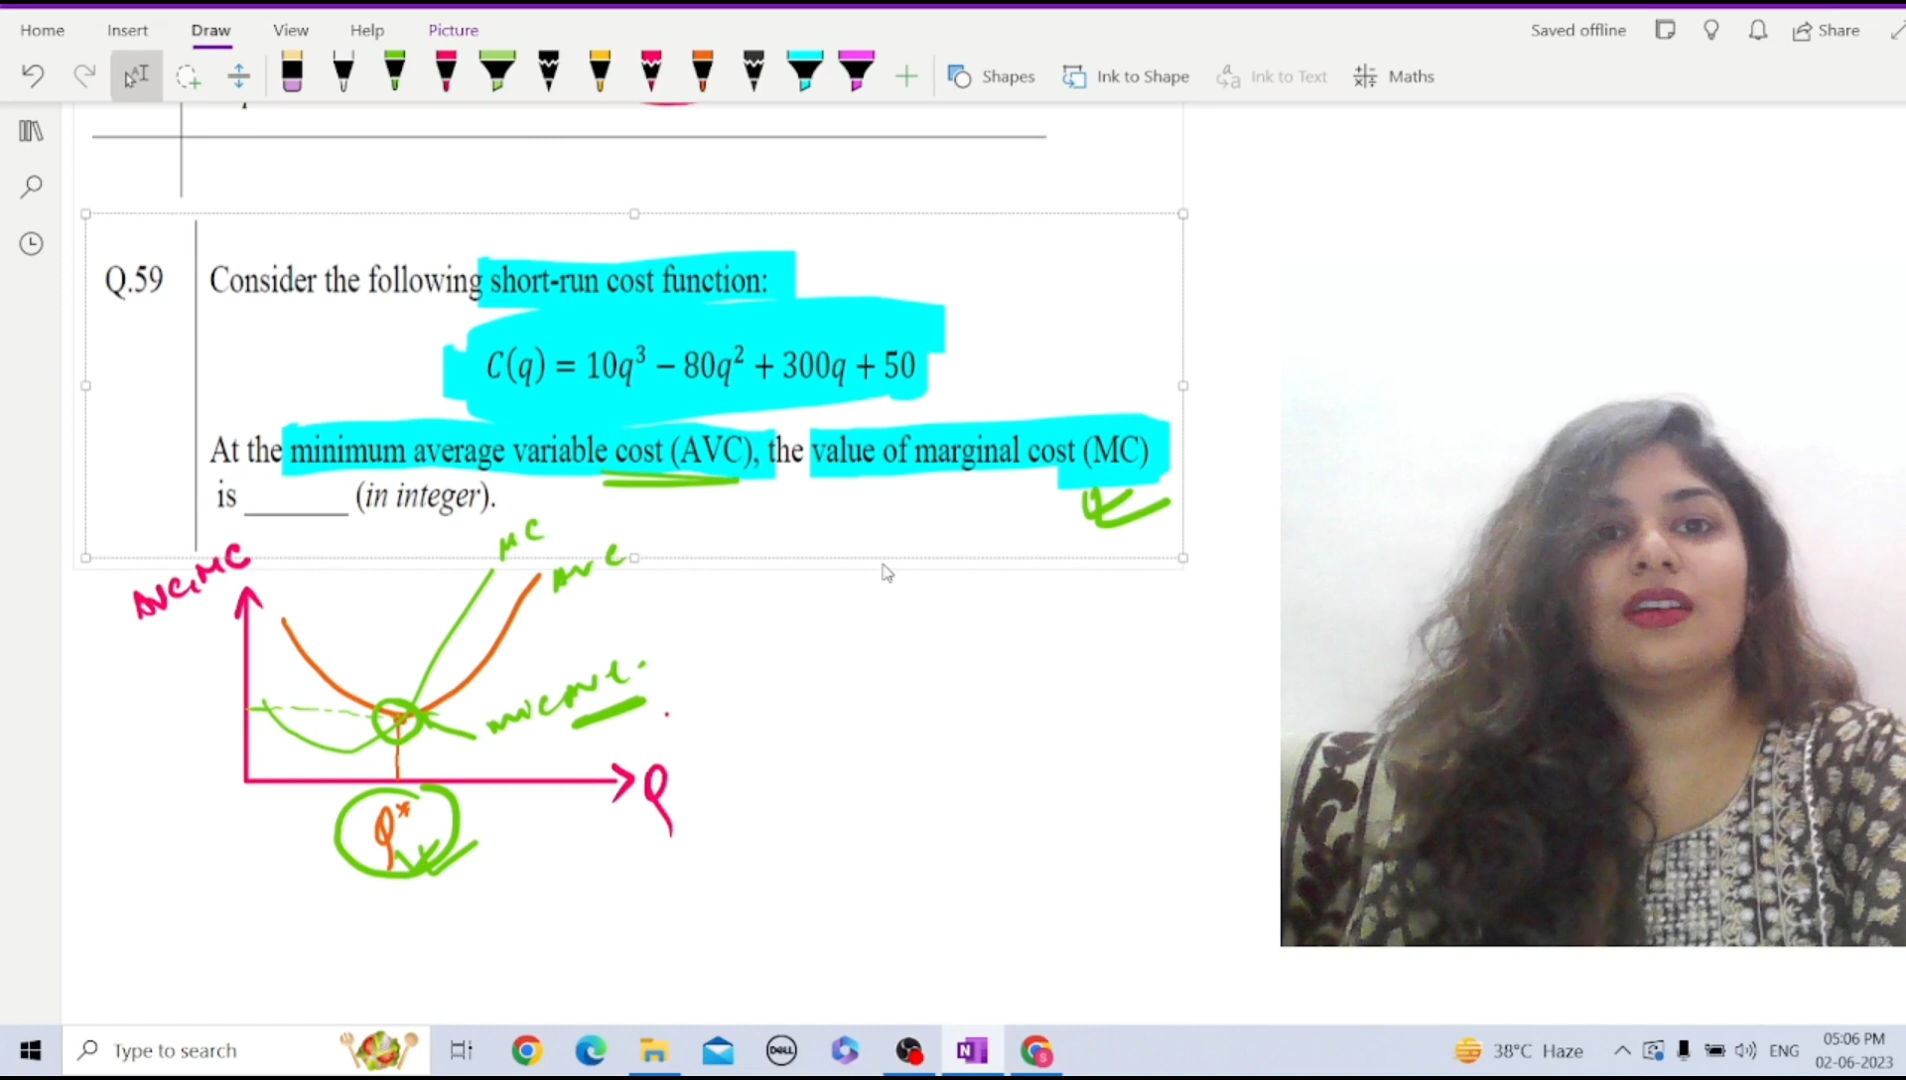 Home Insert Draw View Help Picture Saved offline Share
Shapes Ink to Shape Ink to Text Maths
Q.59 Consider the following short-run cost function:
C(q) = 10q³ − 80q² + 300q + 50
At the minimum average variable cost (AVC), the value of marginal cost (MC)
is ________ (in integer).
MC
AVC
AVC,MC
Q
Q*
Type to search
DELL
38°C Haze
ENG
05:06 PM
02-06-2023